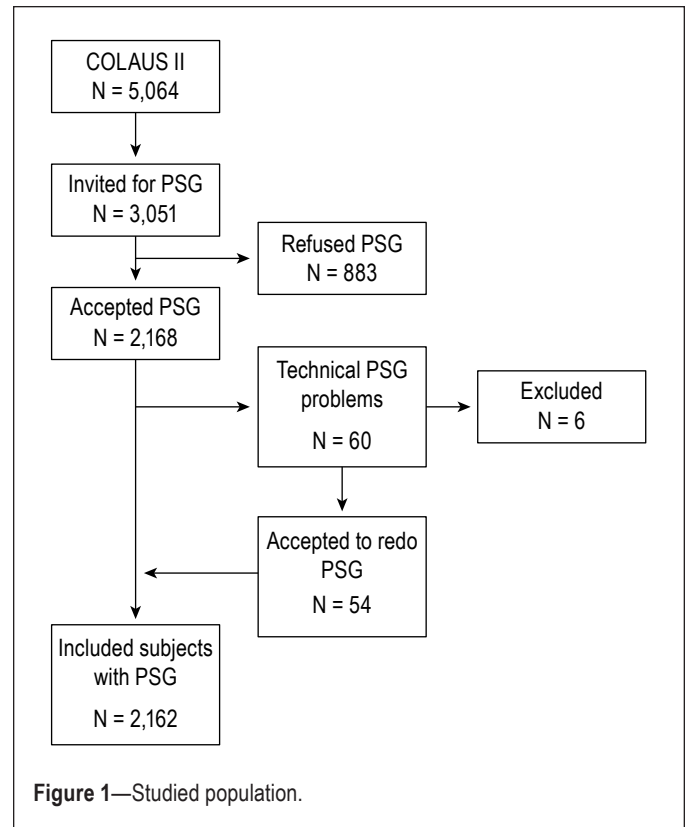 COLAUS II
N = 5,064
Invited for PSG
N = 3,051
Refused PSG
N = 883
Accepted PSG
N = 2,168
Technical PSG
problems
N = 60
Excluded
N = 6
Accepted to redo
PSG
N = 54
Included subjects
with PSG
N = 2,162
Figure 1—Studied population.